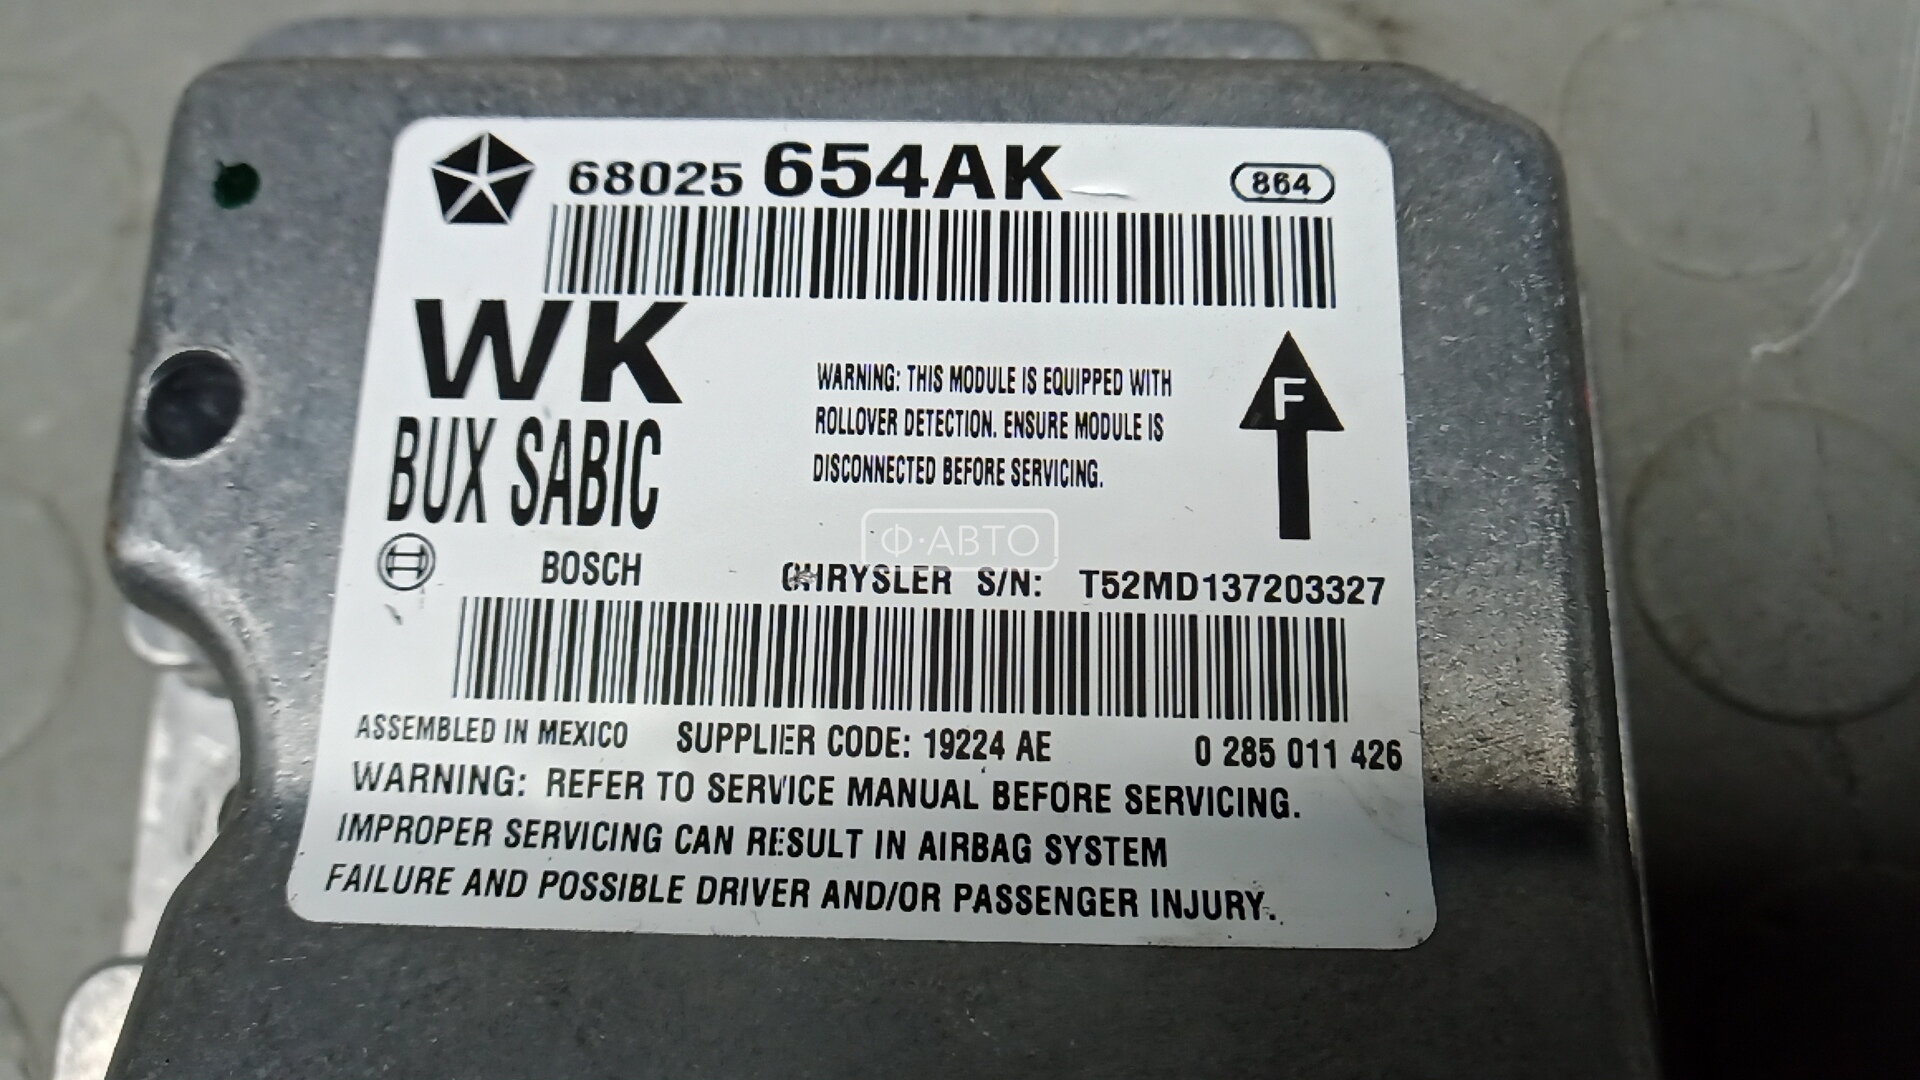 68025 654AK 864
WK
BUX SABIC
WARNING: THIS MODULE IS EQUIPPED WITH
ROLLOVER DETECTION. ENSURE MODULE IS
DISCONNECTED BEFORE SERVICING.
F
Ф·АВТО
BOSCH CHRYSLER S/N: T52MD137203327
ASSEMBLED IN MEXICO SUPPLIER CODE: 19224 AE 0 285 011 426
WARNING: REFER TO SERVICE MANUAL BEFORE SERVICING.
IMPROPER SERVICING CAN RESULT IN AIRBAG SYSTEM
FAILURE AND POSSIBLE DRIVER AND/OR PASSENGER INJURY.